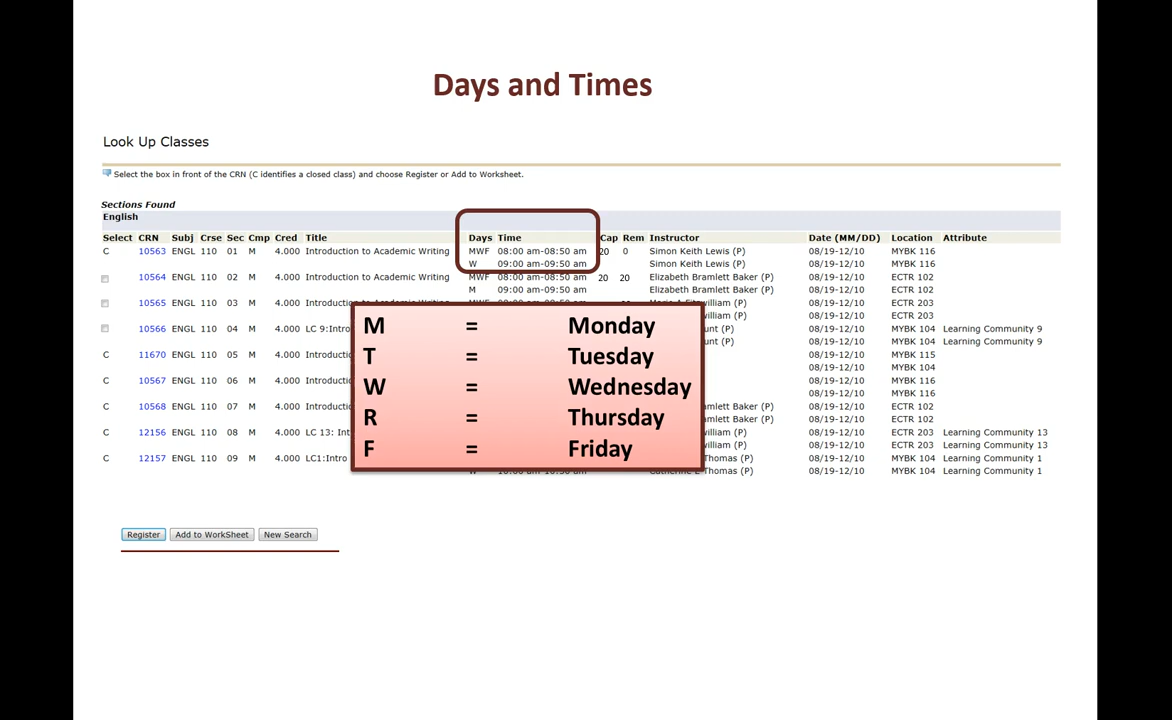 Days and Times
Look Up Classes
Select the box in front of the CRN (C identifies a closed class) and choose Register or Add to Worksheet.
Sections Found
English
Select CRN Subj Crse Sec Cmp Cred Title Days Time Cap Rem Instructor Date (MM/DD) Location Attribute
C 10563 ENGL 110 01 M 4.000 Introduction to Academic Writing MWF 08:00 am-08:50 am 20 0 Simon Keith Lewis (P) 08/19-12/10 MYBK 116
W 09:00 am-09:50 am Simon Keith Lewis (P) 08/19-12/10 MYBK 116
10564 ENGL 110 02 M 4.000 Introduction to Academic Writing MWF 08:00 am-08:50 am 20 20 Elizabeth Bramlett Baker (P) 08/19-12/10 ECTR 102
M 09:00 am-09:50 am Elizabeth Bramlett Baker (P) 08/19-12/10 ECTR 102
10565 ENGL 110 03 M 4.000 Introduction to Academic Writing (P) 08/19-12/10 ECTR 203
(P) 08/19-12/10 ECTR 203
10566 ENGL 110 04 M 4.000 LC 9:Intro (P) 08/19-12/10 MYBK 104 Learning Community 9
(P) 08/19-12/10 MYBK 104 Learning Community 9
C 11670 ENGL 110 05 M 4.000 08/19-12/10 MYBK 115
08/19-12/10 MYBK 104
C 10567 ENGL 110 06 M 4.000 08/19-12/10 MYBK 116
08/19-12/10 MYBK 116
C 10568 ENGL 110 07 M 4.000 Baker (P) 08/19-12/10 ECTR 102
Baker (P) 08/19-12/10 ECTR 102
C 12156 ENGL 110 08 M 4.000 LC 13: (P) 08/19-12/10 ECTR 203 Learning Community 13
(P) 08/19-12/10 ECTR 203 Learning Community 13
C 12157 ENGL 110 09 M 4.000 LC1:Intro Thomas (P) 08/19-12/10 MYBK 104 Learning Community 1
Thomas (P) 08/19-12/10 MYBK 104 Learning Community 1
M = Monday
T = Tuesday
W = Wednesday
R = Thursday
F = Friday
Register Add to WorkSheet New Search